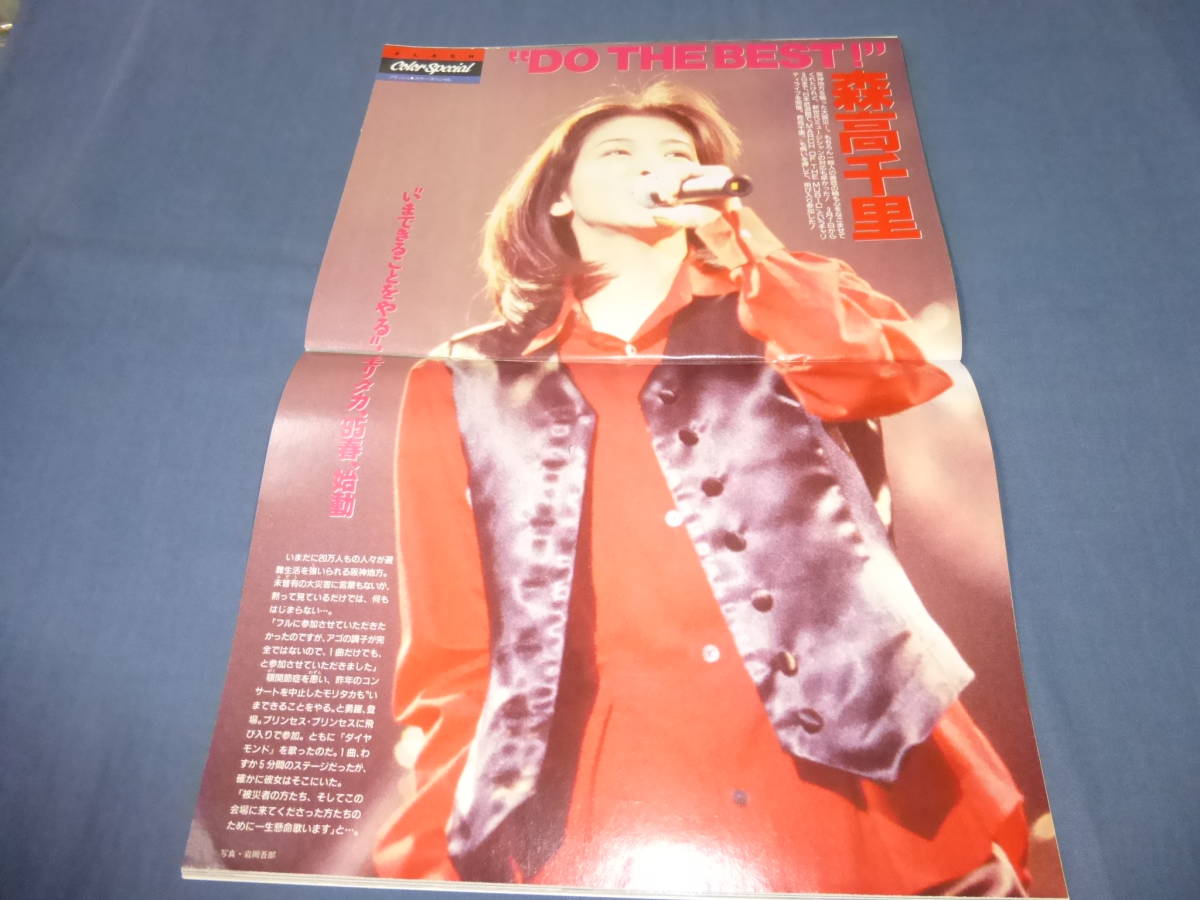 FLASH
Color Special
"DO THE BEST!"
森高千里
"いまできることをやる"。モリタカ、'95春、始動
いまだに20万人もの人々が避
難生活を強いられる阪神地方。
未曾有の大災害に言葉もないが、
黙って見ているだけでは、何も
はじまらない…。
「フルに参加させていただきた
かったのですが、アゴの調子が完
全ではないので、1曲だけでも、
と参加させていただきました」
顎関節症を患い、昨年のコン
サートを中止したモリタカも"い
まできることをやる。と勇躍、登
場。プリンセス・プリンセスに飛
び入りで参加。ともに「ダイヤ
モンド」を歌ったのだ。1曲、わ
ずか5分間のステージだったが、
確かに彼女はそこにいた。
「被災者の方たち、そしてこの
会場に来てくださった方たちの
ために一生懸命歌います」と…。
写真・岩岡吾郎